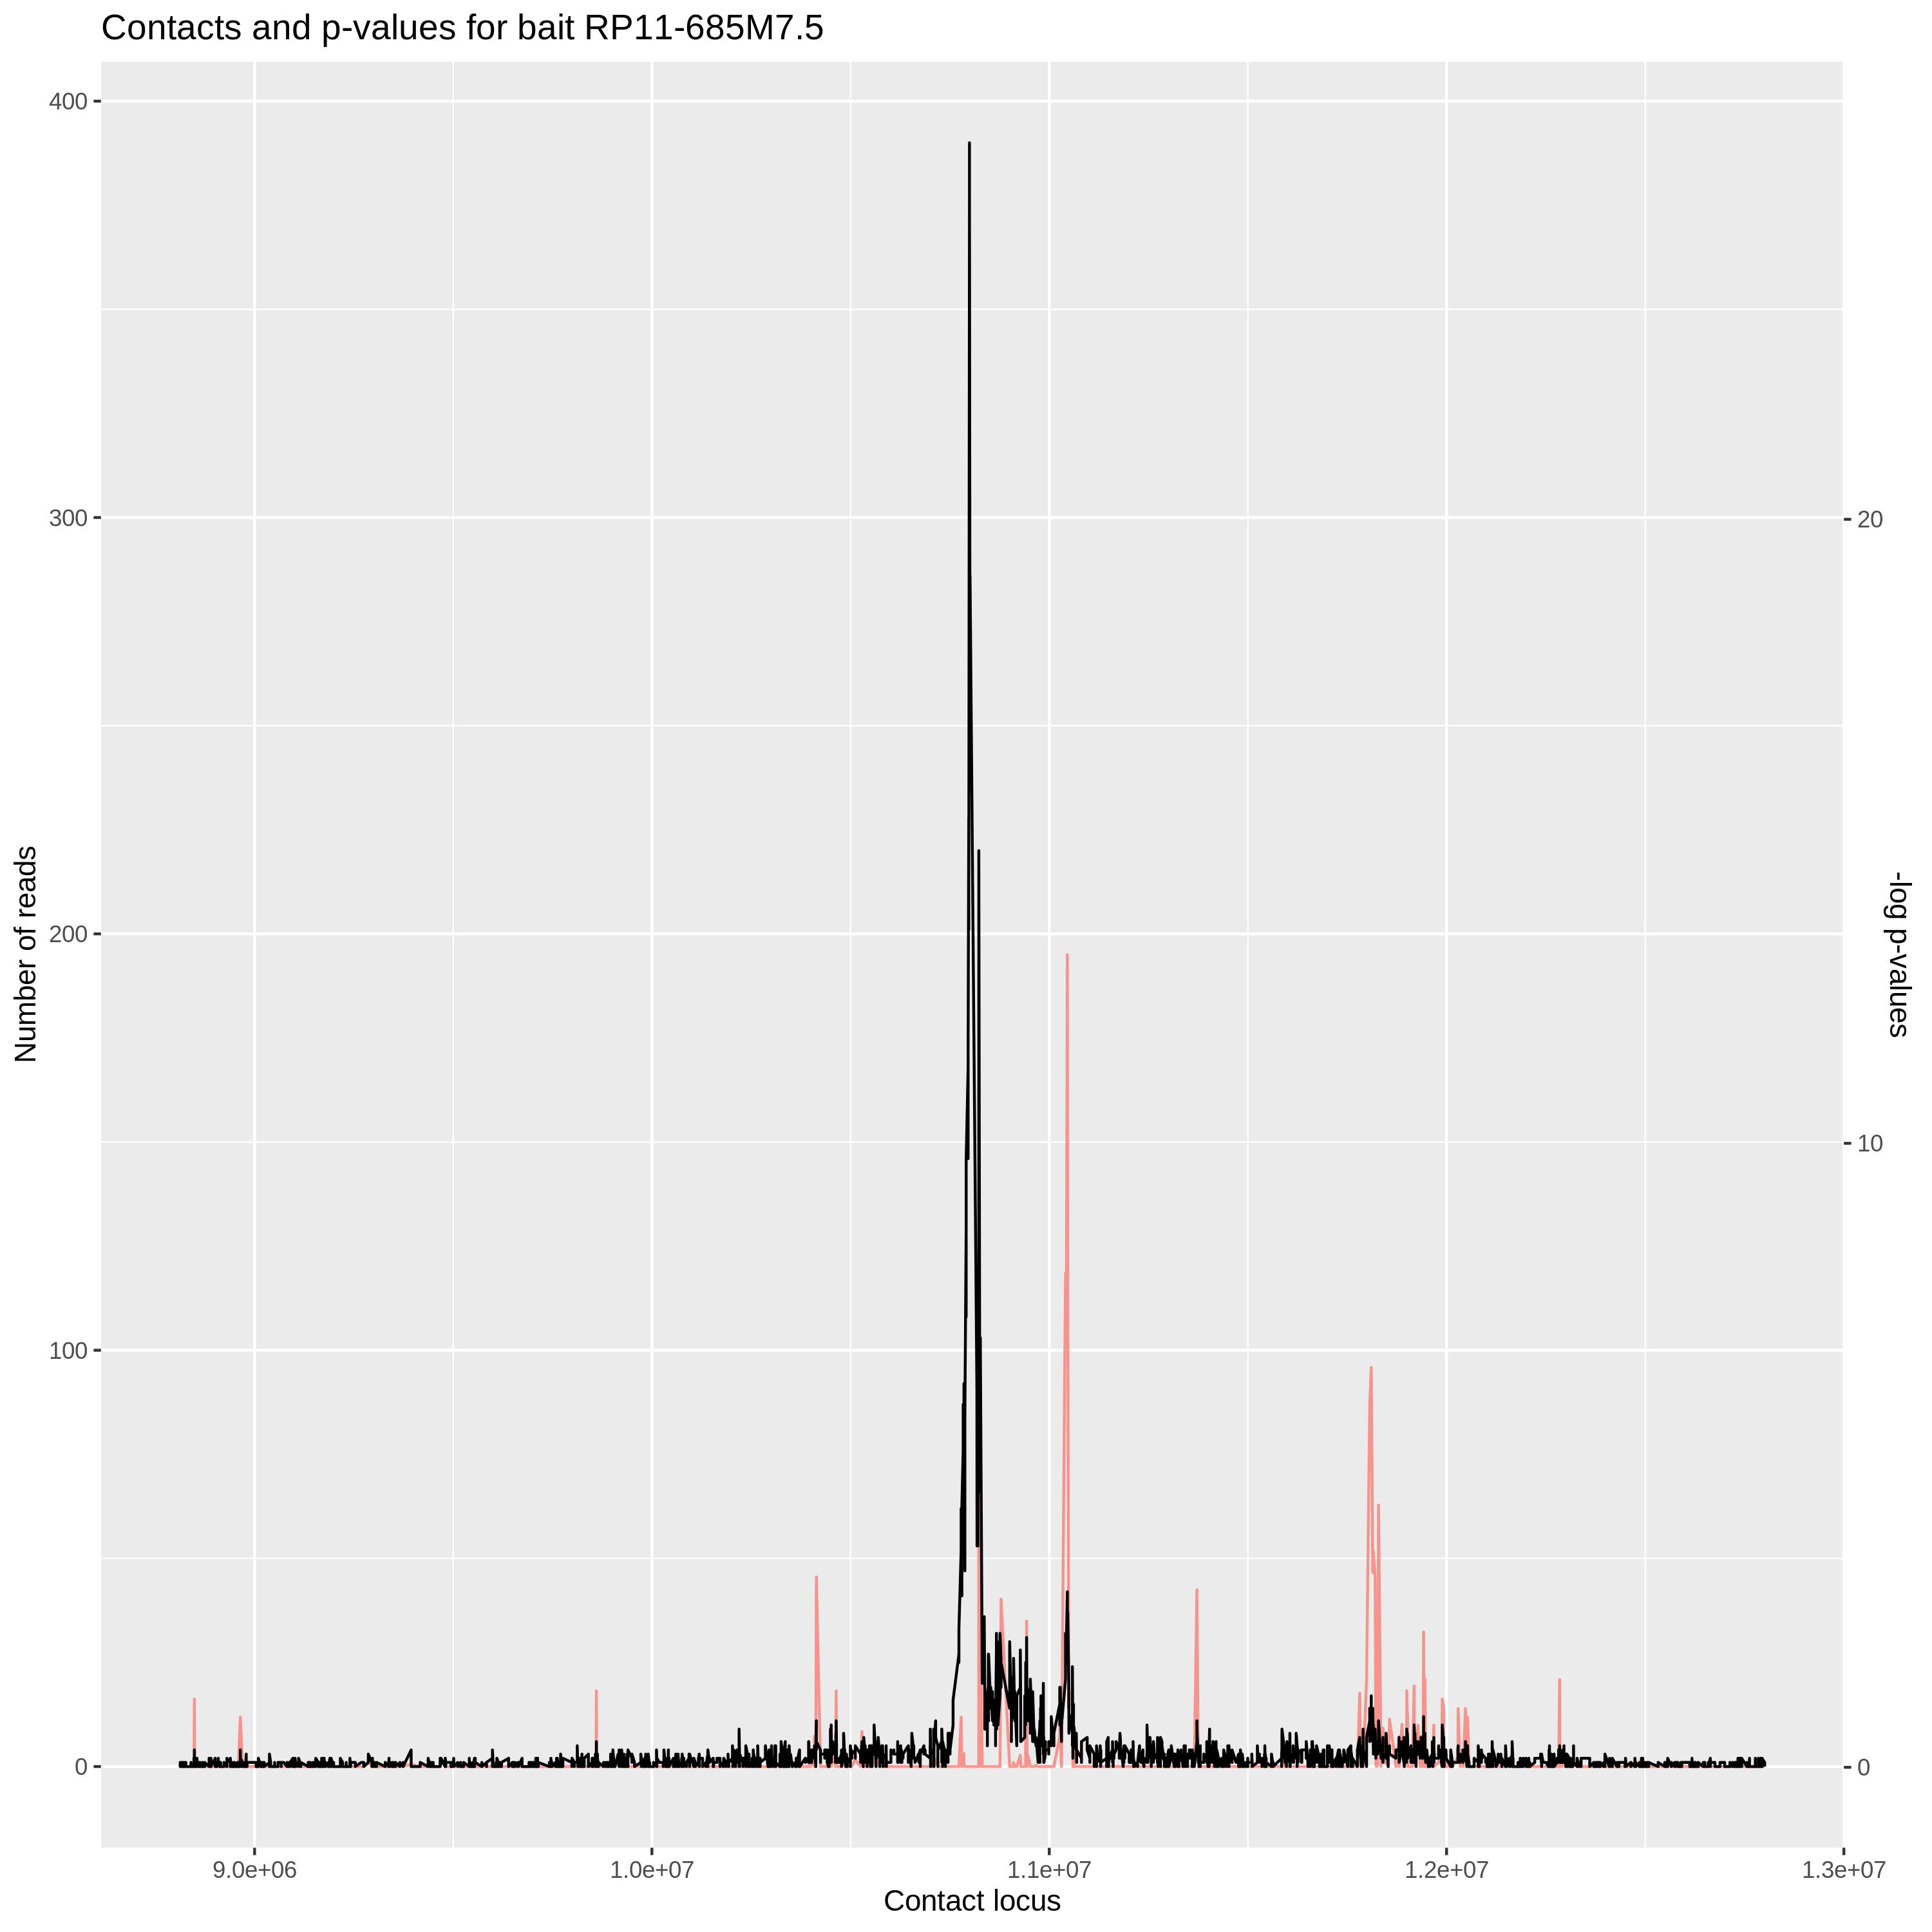 Contacts and p-values for bait RP11-685M7.5
400
300
200
100
0
Number of reads
20
10
0
-log p-values
9.0e+06
1.0e+07
1.1e+07
1.2e+07
1.3e+07
Contact locus